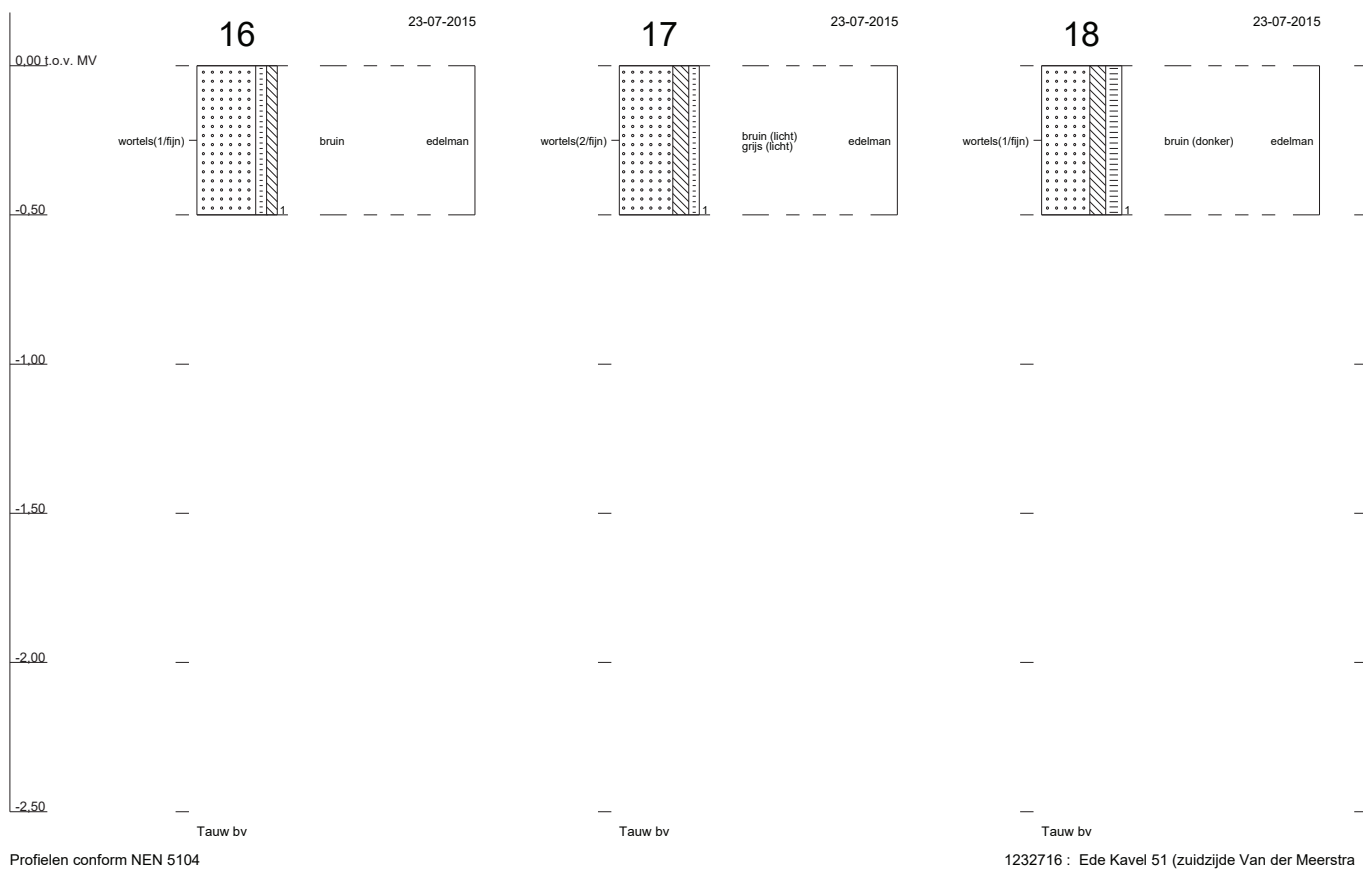 16
23-07-2015
17
23-07-2015
18
23-07-2015
0,00 t.o.v. MV
wortels(1/fijn)
bruin
edelman
wortels(2/fijn)
bruin (licht)
grijs (licht)
edelman
wortels(1/fijn)
bruin (donker)
edelman
-0,50
1
1
1
-1,00
-1,50
-2,00
-2,50
Tauw bv
Tauw bv
Tauw bv
Profielen conform NEN 5104
1232716 : Ede Kavel 51 (zuidzijde Van der Meerstra